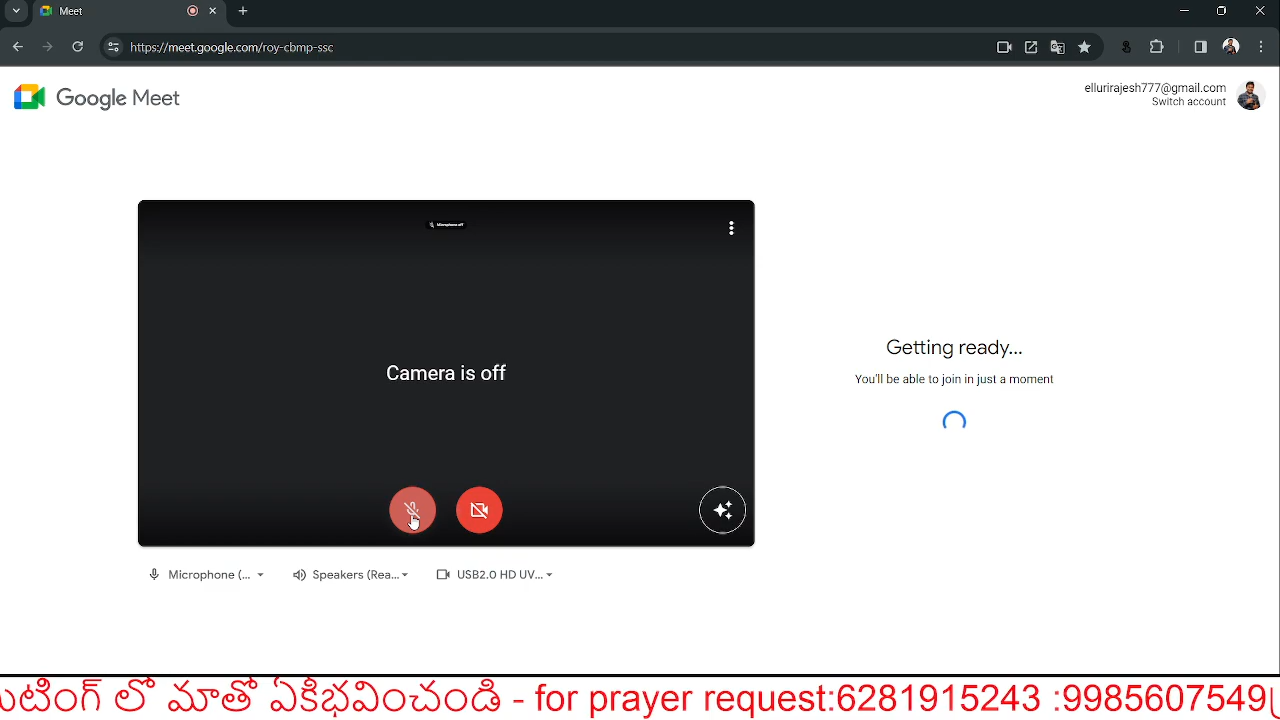 Meet
https://meet.google.com/roy-cbmp-ssc
Google Meet
ellurirajesh777@gmail.com
Switch account
Microphone off
Camera is off
Getting ready...
You'll be able to join in just a moment
Microphone (...
Speakers (Rea...
USB2.0 HD UV...
లో మాతో ఏకీభవించండి - for prayer request:6281915243 :9985607549